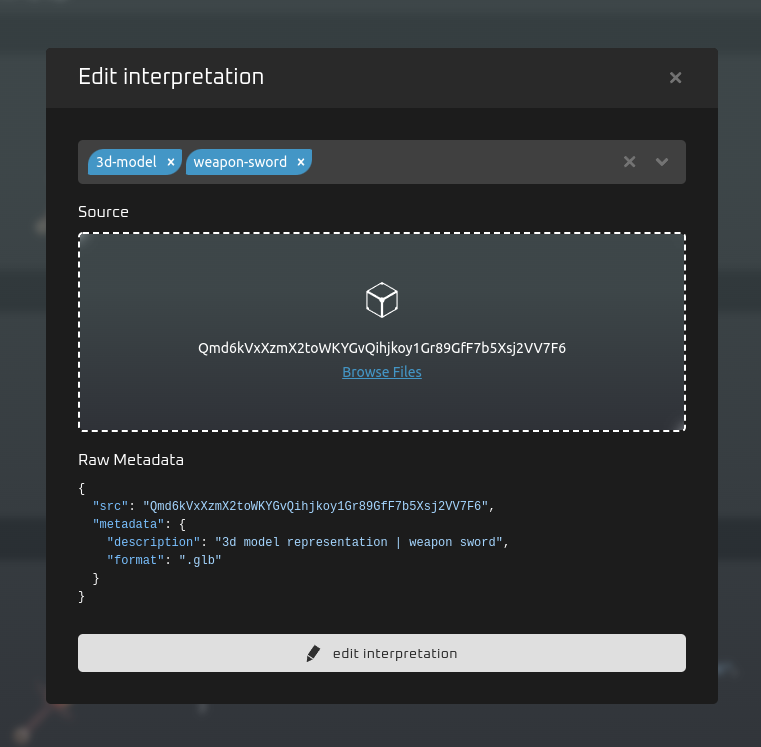 Edit interpretation
3d-model × weapon-sword ×
Source
Qmd6kVxXzmX2toWKYGvQihjkoy1Gr89GfF7b5Xsj2VV7F6
Browse Files
Raw Metadata
{
  "src": "Qmd6kVxXzmX2toWKYGvQihjkoy1Gr89GfF7b5Xsj2VV7F6",
  "metadata": {
    "description": "3d model representation | weapon sword",
    "format": ".glb"
  }
}
edit interpretation